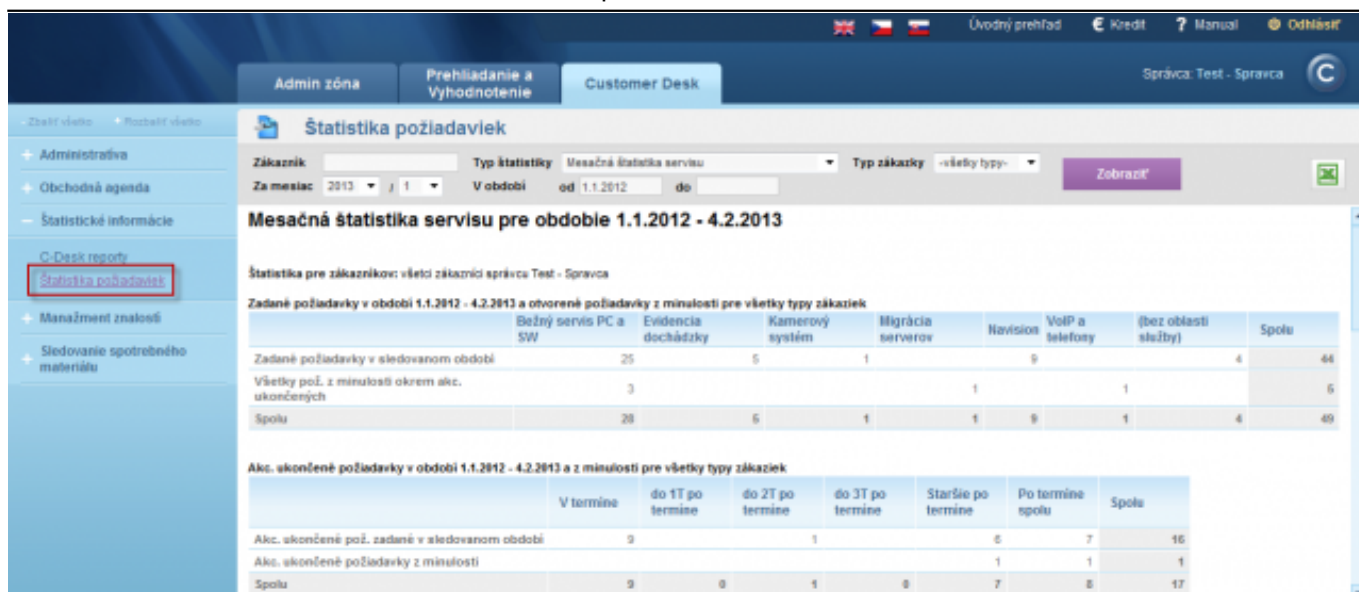 Úvodný prehľad € Kredit ? Manual Odhlásiť
Admin zóna
Prehliadanie a
Vyhodnotenie
Customer Desk
Správca: Test - Spravca
- Zbaliť všetko + Rozbaliť všetko
+ Administratíva
+ Obchodná agenda
– Štatistické informácie
C-Desk reporty
Štatistika požiadaviek
+ Manažment znalostí
+ Sledovanie spotrebného
materiálu
Štatistika požiadaviek
Zákazník Typ štatistiky Mesačná štatistika servisu Typ zákazky -všetky typy- Zobraziť
Za mesiac 2013 / 1 V období od 1.1.2012 do
Mesačná štatistika servisu pre obdobie 1.1.2012 - 4.2.2013
Štatistika pre zákazníkov: všetci zákazníci správcu Test - Spravca
Zadané požiadavky v období 1.1.2012 - 4.2.2013 a otvorené požiadavky z minulosti pre všetky typy zákaziek
Bežný servis PC a
SW
Evidencia
dochádzky
Kamerový
systém
Migrácia
serverov
Navision
VoIP a
telefony
(bez oblasti
služby)
Spolu
Zadané požiadavky v sledovanom období 25 5 1 9 4 44
Všetky pož. z minulosti okrem akc.
ukončených 3 1 1 5
Spolu 28 5 1 1 9 1 4 49
Akc. ukončené požiadavky v období 1.1.2012 - 4.2.2013 a z minulosti pre všetky typy zákaziek
V termíne
do 1T po
termíne
do 2T po
termíne
do 3T po
termíne
Staršie po
termíne
Po termíne
spolu
Spolu
Akc. ukončené pož. zadané v sledovanom období 9 1 6 7 16
Akc. ukončené požiadavky z minulosti 1 1 1
Spolu 9 0 1 0 7 8 17